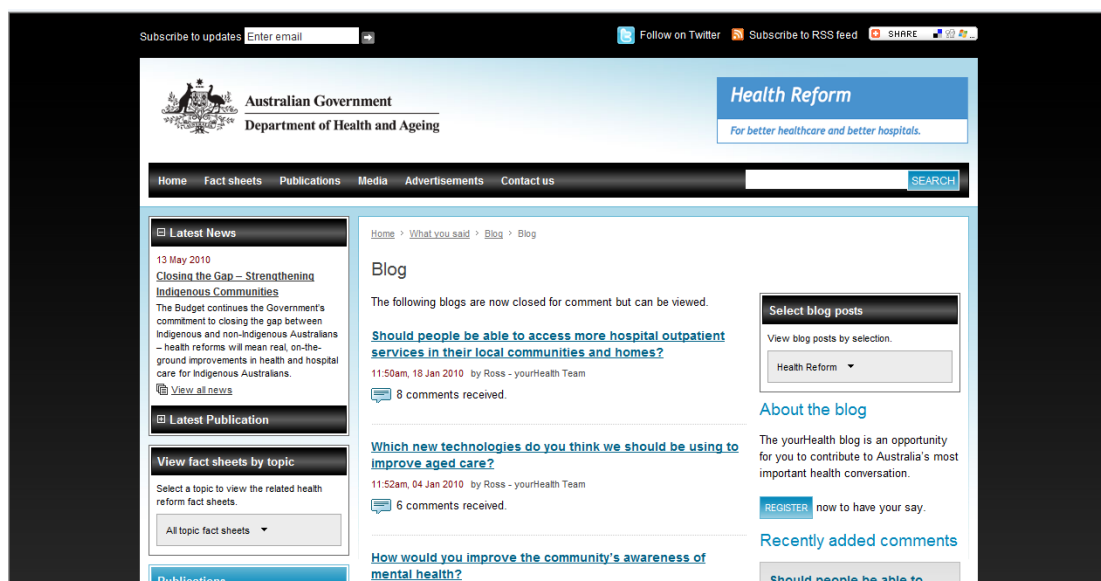 Subscribe to updates Enter email
Follow on Twitter Subscribe to RSS feed SHARE
Australian Government
Department of Health and Ageing
Health Reform
For better healthcare and better hospitals.
Home Fact sheets Publications Media Advertisements Contact us SEARCH
Latest News
13 May 2010
Closing the Gap – Strengthening
Indigenous Communities
The Budget continues the Government's
commitment to closing the gap between
Indigenous and non-Indigenous Australians
– health reforms will mean real, on-the-
ground improvements in health and hospital
care for Indigenous Australians.
View all news
Latest Publication
View fact sheets by topic
Select a topic to view the related health
reform fact sheets.
All topic fact sheets
Publications
Home > What you said > Blog > Blog
Blog
The following blogs are now closed for comment but can be viewed.
Should people be able to access more hospital outpatient
services in their local communities and homes?
11:50am, 18 Jan 2010 by Ross - yourHealth Team
8 comments received.
Which new technologies do you think we should be using to
improve aged care?
11:52am, 04 Jan 2010 by Ross - yourHealth Team
6 comments received.
How would you improve the community's awareness of
mental health?
Select blog posts
View blog posts by selection.
Health Reform
About the blog
The yourHealth blog is an opportunity
for you to contribute to Australia's most
important health conversation.
REGISTER now to have your say.
Recently added comments
Should people be able to